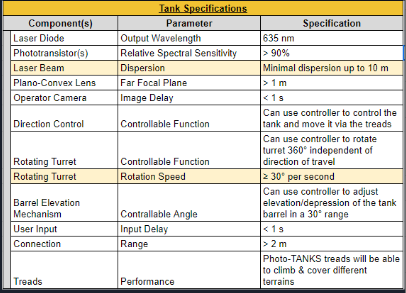 Tank Specifications
Component(s) Parameter Specification
Laser Diode Output Wavelength 635 nm
Phototransistor(s) Relative Spectral Sensitivity > 90%
Laser Beam Dispersion Minimal dispersion up to 10 m
Plano-Convex Lens Far Focal Plane > 1 m
Operator Camera Image Delay < 1 s
Direction Control Controllable Function Can use controller to control the
tank and move it via the treads
Rotating Turret Controllable Function Can use controller to rotate
turret 360° independent of
direction of travel
Rotating Turret Rotation Speed ≥ 30° per second
Barrel Elevation
Mechanism Controllable Angle Can use controller to adjust
elevation/depression of the tank
barrel in a 30° range
User Input Input Delay < 1 s
Connection Range > 2 m
Treads Performance Photo-TANKS treads will be able
to climb & cover different
terrains